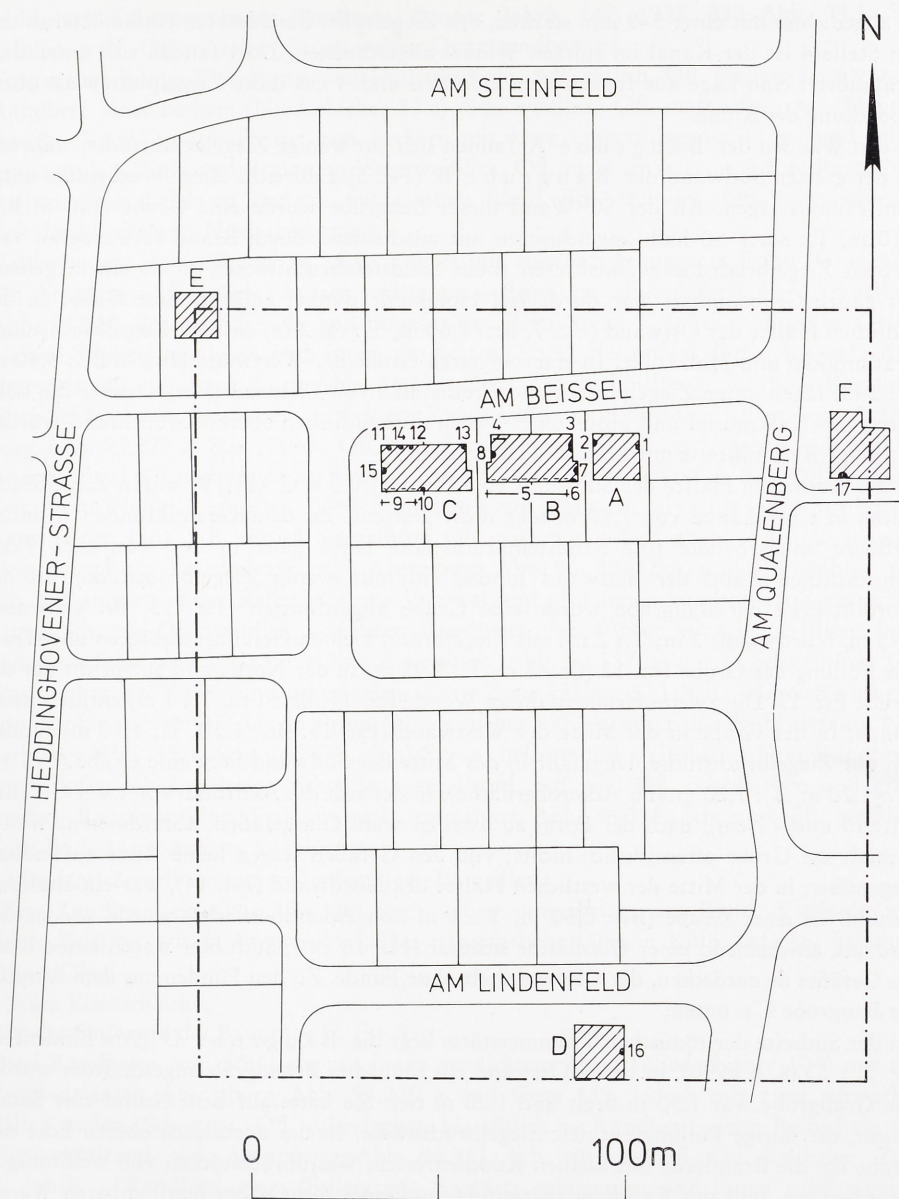 N
AM STEINFELD
E
AM BEISSEL
F
11 14 12 13 4 3 2 1
8
7
15
9 10 5 6
C B A
17
HEDDINGHOVENER-STRASSE
AM QUALENBERG
AM LINDENFELD
D
16
0 100m